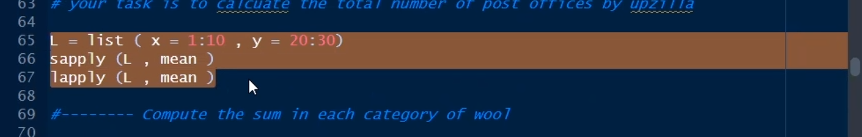 63 # your task is to calcuate the total number of post offices by upzilla
64
65 L = list ( x = 1:10 , y = 20:30)
66 sapply (L , mean )
67 lapply (L , mean )
68
69 #-------- Compute the sum in each category of wool
70